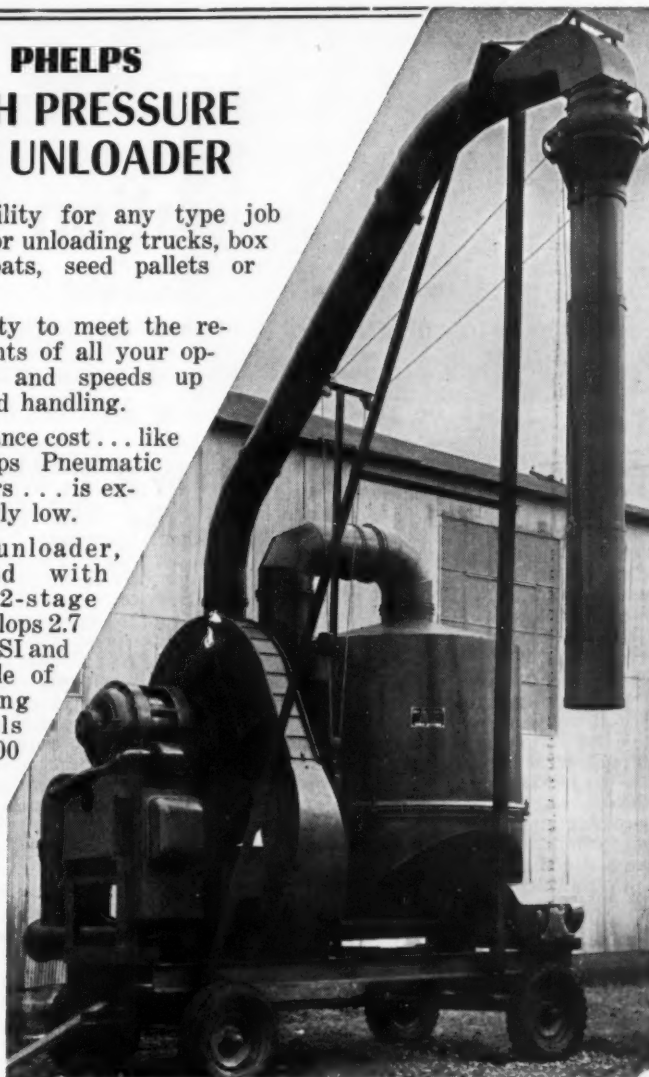 PHELPS
H PRESSURE
UNLOADER
ility for any type job
or unloading trucks, box
oats, seed pallets or
ty to meet the re-
nts of all your op-
and speeds up
d handling.
ance cost . . . like
ps Pneumatic
rs . . . is ex-
ly low.
unloader,
d with
2-stage
lops 2.7
SI and
le of
ng
ls
00